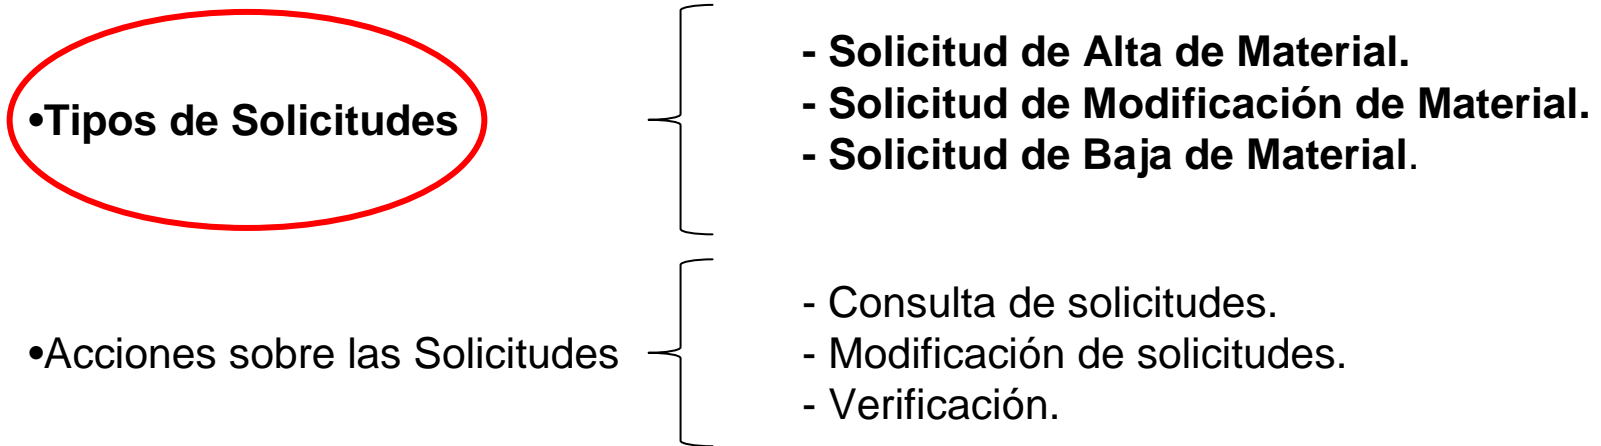 •Tipos de Solicitudes
- Solicitud de Alta de Material.
- Solicitud de Modificación de Material.
- Solicitud de Baja de Material.
•Acciones sobre las Solicitudes
- Consulta de solicitudes.
- Modificación de solicitudes.
- Verificación.